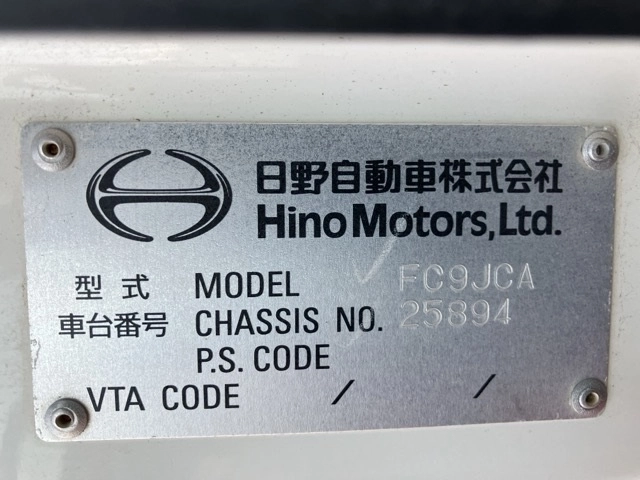 日野自動車株式会社
Hino Motors, Ltd.
型式 MODEL FC9JCA
車台番号 CHASSIS NO. 25894
P.S. CODE
VTA CODE / /